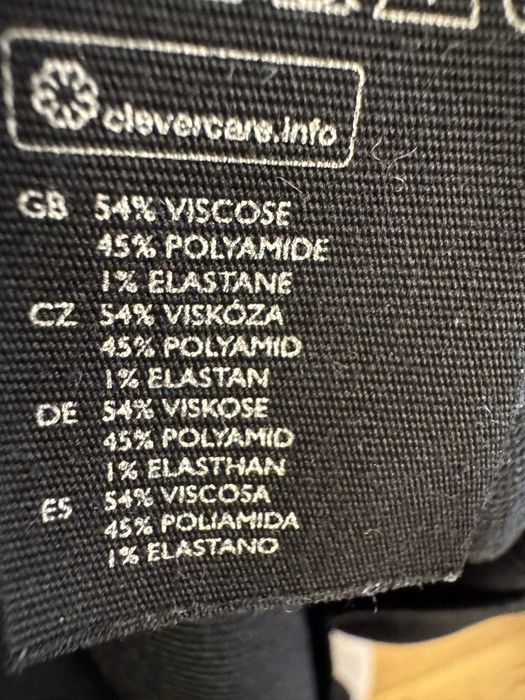 clevercare.info
GB 54% VISCOSE
45% POLYAMIDE
1% ELASTANE
CZ 54% VISKÓZA
45% POLYAMID
1% ELASTAN
DE 54% VISKOSE
45% POLYAMID
1% ELASTHAN
ES 54% VISCOSA
45% POLIAMIDA
1% ELASTANO